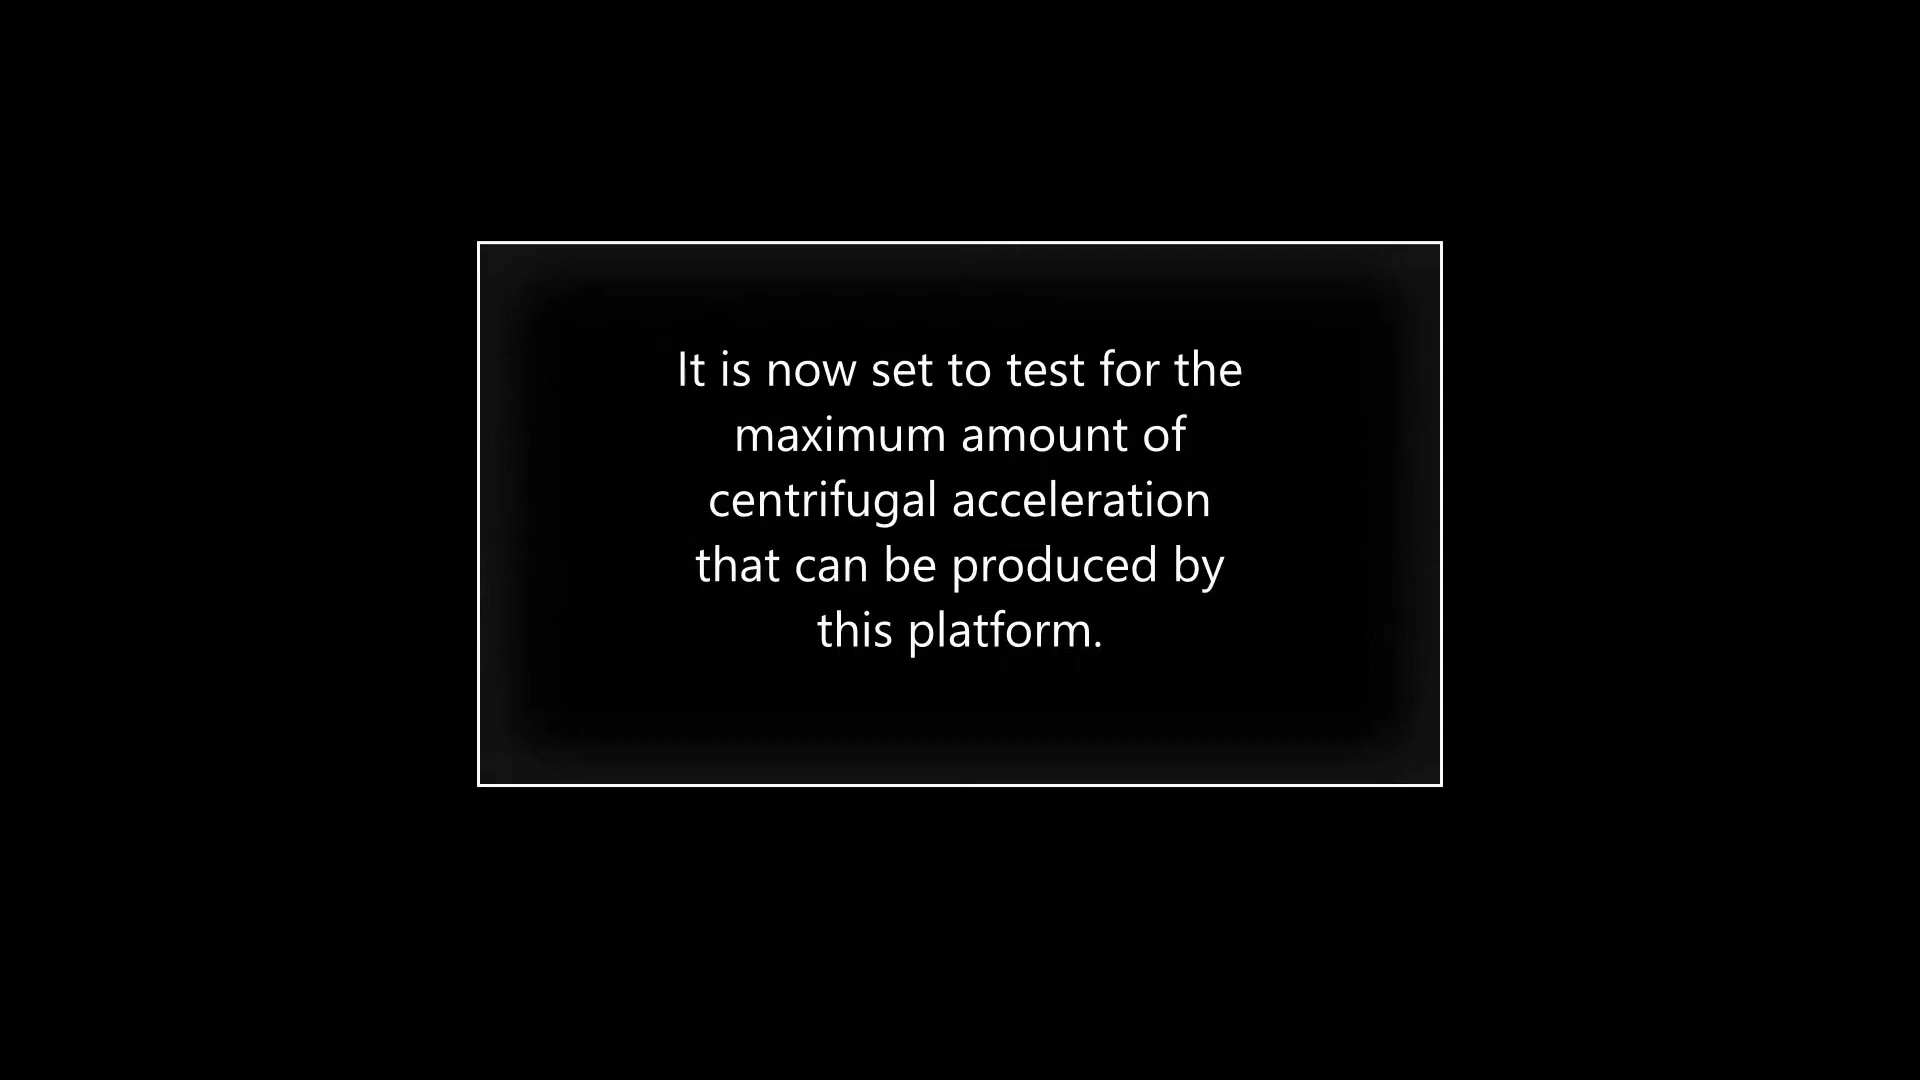 It is now set to test for the
maximum amount of
centrifugal acceleration
that can be produced by
this platform.